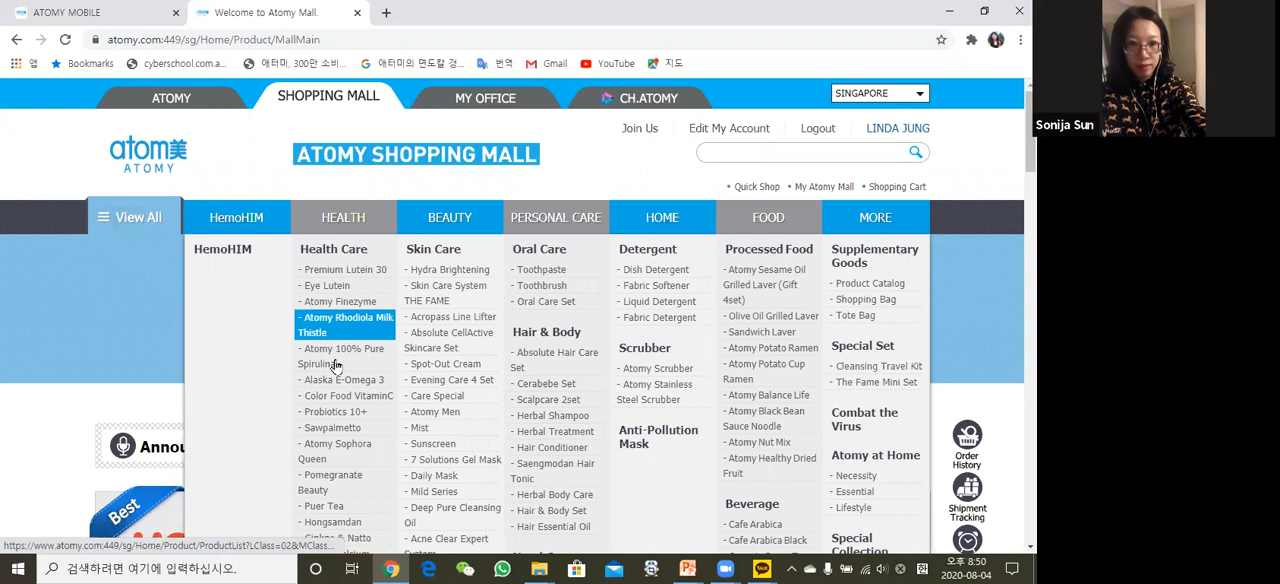 ATOMY MOBILE
Welcome to Atomy Mall.
atomy.com:449/sg/Home/Product/MallMain
앱
Bookmarks
cyberschool.com.a...
애터미, 300만 소비...
애터미의 면도칼 경...
번역
Gmail
YouTube
지도
ATOMY
SHOPPING MALL
MY OFFICE
CH.ATOMY
SINGAPORE
Join Us
Edit My Account
Logout
LINDA JUNG
atom美
ATOMY
ATOMY SHOPPING MALL
• Quick Shop
• My Atomy Mall
• Shopping Cart
View All
HemoHIM
HEALTH
BEAUTY
PERSONAL CARE
HOME
FOOD
MORE
HemoHIM
Health Care
- Premium Lutein 30
- Eye Lutein
- Atomy Finezyme
- Atomy Rhodiola Milk
Thistle
- Atomy 100% Pure
Spirulina
- Alaska E-Omega 3
- Color Food VitaminC
- Probiotics 10+
- Sawpalmetto
- Atomy Sophora
Queen
- Pomegranate
Beauty
- Puer Tea
- Hongsamdan
Skin Care
- Hydra Brightening
- Skin Care System
THE FAME
- Acropass Line Lifter
- Absolute CellActive
Skincare Set
- Spot-Out Cream
- Evening Care 4 Set
- Care Special
- Atomy Men
- Mist
- Sunscreen
- 7 Solutions Gel Mask
- Daily Mask
- Mild Series
- Deep Pure Cleansing
Oil
- Acne Clear Expert
Oral Care
- Toothpaste
- Toothbrush
- Oral Care Set
Hair & Body
- Absolute Hair Care
Set
- Cerabebe Set
- Scalpcare 2set
- Herbal Shampoo
- Herbal Treatment
- Hair Conditioner
- Saengmodan Hair
Tonic
- Herbal Body Care
- Hair & Body Set
- Hair Essential Oil
Detergent
- Dish Detergent
- Fabric Softener
- Liquid Detergent
- Fabric Detergent
Scrubber
- Atomy Scrubber
- Atomy Stainless
Steel Scrubber
Anti-Pollution
Mask
Processed Food
- Atomy Sesame Oil
Grilled Laver (Gift
4set)
- Olive Oil Grilled Laver
- Sandwich Laver
- Atomy Potato Ramen
- Atomy Potato Cup
Ramen
- Atomy Balance Life
- Atomy Black Bean
Sauce Noodle
- Atomy Nut Mix
- Atomy Healthy Dried
Fruit
Beverage
- Cafe Arabica
- Cafe Arabica Black
Supplementary
Goods
- Product Catalog
- Shopping Bag
- Tote Bag
Special Set
- Cleansing Travel Kit
- The Fame Mini Set
Combat the
Virus
Atomy at Home
- Necessity
- Essential
- Lifestyle
Special
Collection
Annou
Best
Order
History
Shipment
Tracking
https://www.atomy.com:449/sg/Home/Product/ProductList?LClass=02&MClass...
검색하려면 여기에 입력하십시오.
오후 8:50
2020-08-04
Sonija Sun